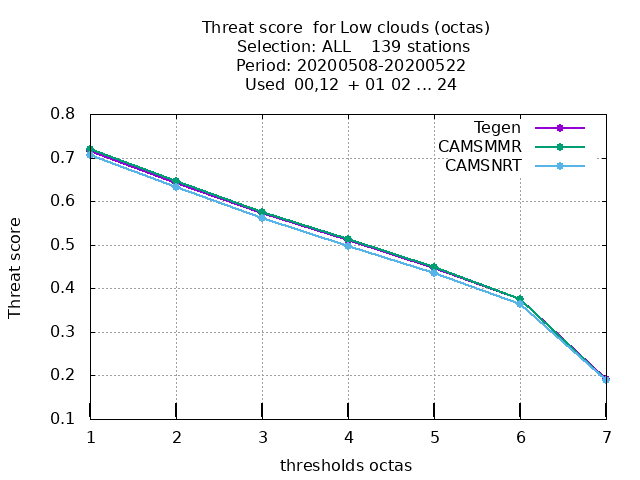 Threat score  for Low clouds (octas)
Selection: ALL    139 stations
Period: 20200508-20200522
Used  00,12  + 01 02 ... 24
Tegen
CAMSMMR
CAMSNRT
0.8
0.7
0.6
0.5
0.4
0.3
0.2
0.1
Threat score
1 2 3 4 5 6 7
thresholds octas